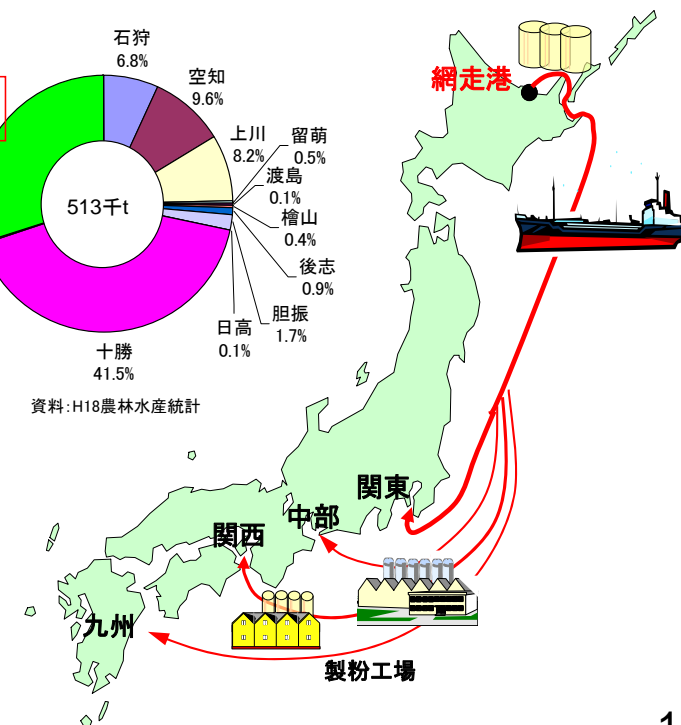 石狩
6.8%
空知
9.6%
上川
8.2%
留萌
0.5%
渡島
0.1%
檜山
0.4%
後志
0.9%
胆振
1.7%
日高
0.1%
十勝
41.5%
513千t
資料:H18農林水産統計
網走港
関東
中部
関西
九州
製粉工場
1